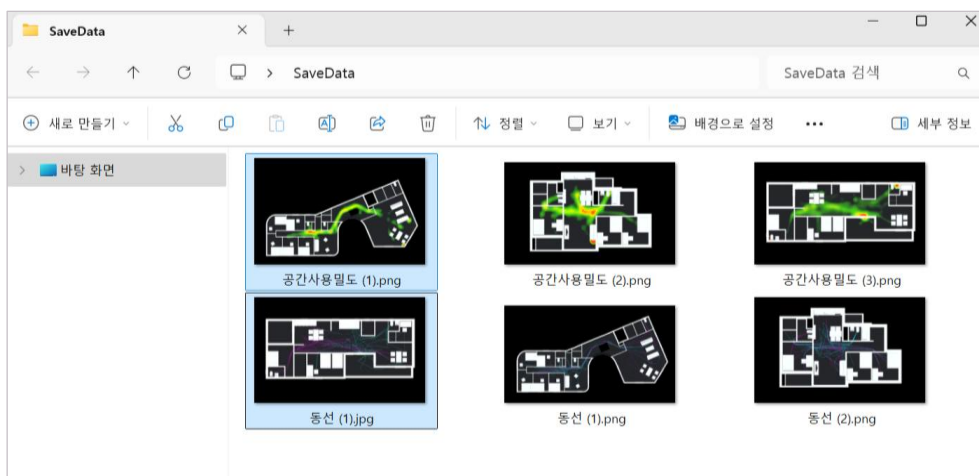 SaveData
SaveData
SaveData 검색
새로 만들기
정렬
보기
배경으로 설정
세부 정보
바탕 화면
공간사용밀도 (1).png
공간사용밀도 (2).png
공간사용밀도 (3).png
동선 (1).jpg
동선 (1).png
동선 (2).png